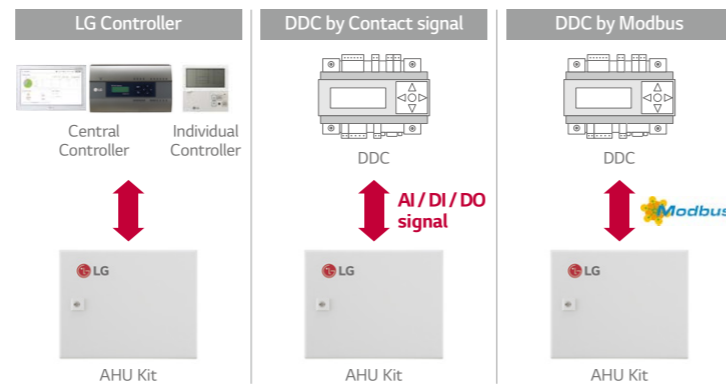 LG Controller
Central
Controller
Individual
Controller
LG
AHU Kit
DDC by Contact signal
DDC
AI / DI / DO
signal
LG
AHU Kit
DDC by Modbus
DDC
Modbus
LG
AHU Kit